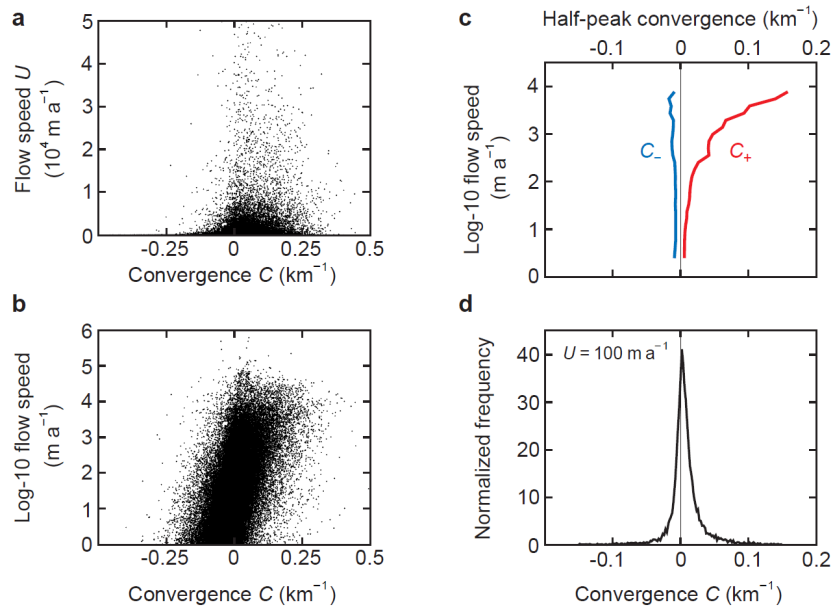 a
Flow speed U
(10⁴ m a⁻¹)
5
4
3
2
1
0
-0.25
0
0.25
0.5
Convergence C (km⁻¹)
b
Log-10 flow speed
(m a⁻¹)
6
5
4
3
2
1
0
-0.25
0
0.25
0.5
Convergence C (km⁻¹)
c
Half-peak convergence (km⁻¹)
-0.1
0
0.1
0.2
Log-10 flow speed
(m a⁻¹)
4
3
2
1
0
C₋
C₊
d
U = 100 m a⁻¹
Normalized frequency
40
30
20
10
0
-0.1
0
0.1
0.2
Convergence C (km⁻¹)